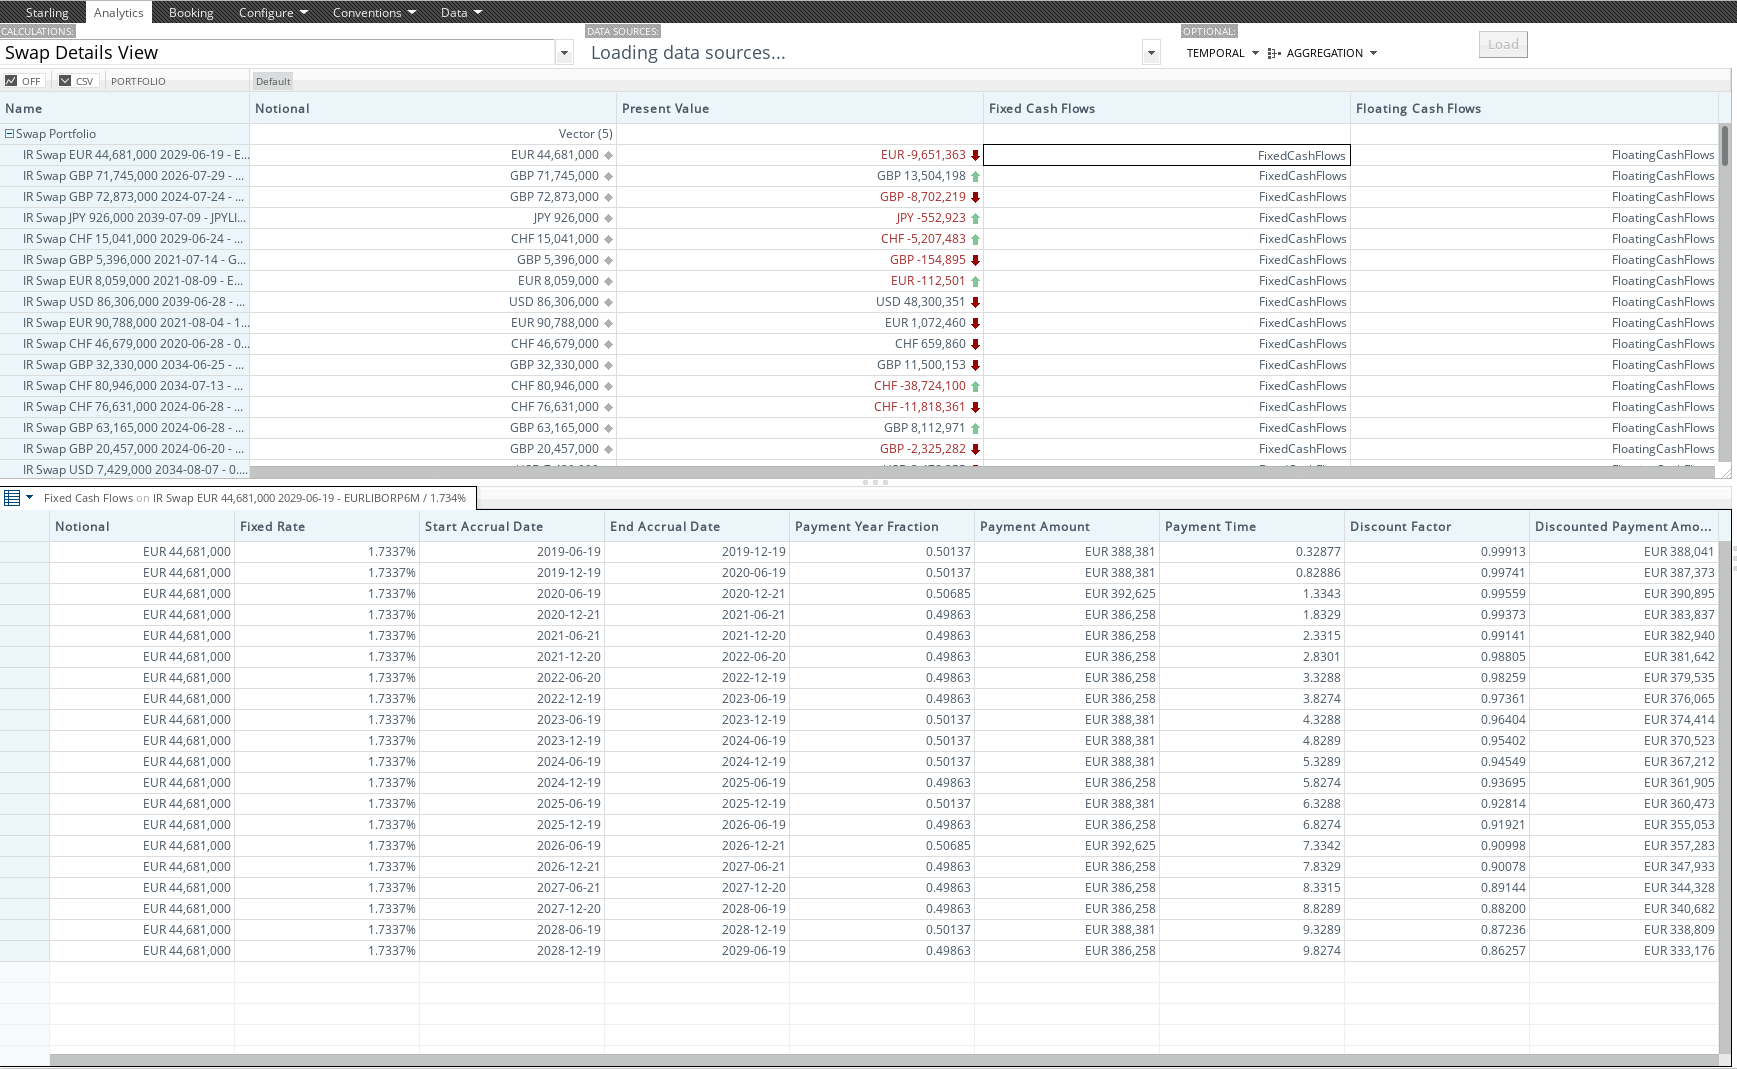 Starling Analytics Booking Configure Conventions Data
CALCULATIONS: DATA SOURCES: OPTIONAL:
Swap Details View Loading data sources... TEMPORAL AGGREGATION Load
OFF CSV PORTFOLIO Default
Name Notional Present Value Fixed Cash Flows Floating Cash Flows
Swap Portfolio Vector (5)
IR Swap EUR 44,681,000 2029-06-19 - E... EUR 44,681,000 EUR -9,651,363 FixedCashFlows FloatingCashFlows
IR Swap GBP 71,745,000 2026-07-29 - ... GBP 71,745,000 GBP 13,504,198 FixedCashFlows FloatingCashFlows
IR Swap GBP 72,873,000 2024-07-24 - ... GBP 72,873,000 GBP -8,702,219 FixedCashFlows FloatingCashFlows
IR Swap JPY 926,000 2039-07-09 - JPYLI... JPY 926,000 JPY -552,923 FixedCashFlows FloatingCashFlows
IR Swap CHF 15,041,000 2029-06-24 - ... CHF 15,041,000 CHF -5,207,483 FixedCashFlows FloatingCashFlows
IR Swap GBP 5,396,000 2021-07-14 - G... GBP 5,396,000 GBP -154,895 FixedCashFlows FloatingCashFlows
IR Swap EUR 8,059,000 2021-08-09 - E... EUR 8,059,000 EUR -112,501 FixedCashFlows FloatingCashFlows
IR Swap USD 86,306,000 2039-06-28 - ... USD 86,306,000 USD 48,300,351 FixedCashFlows FloatingCashFlows
IR Swap EUR 90,788,000 2021-08-04 - 1... EUR 90,788,000 EUR 1,072,460 FixedCashFlows FloatingCashFlows
IR Swap CHF 46,679,000 2020-06-28 - 0... CHF 46,679,000 CHF 659,860 FixedCashFlows FloatingCashFlows
IR Swap GBP 32,330,000 2034-06-25 - ... GBP 32,330,000 GBP 11,500,153 FixedCashFlows FloatingCashFlows
IR Swap CHF 80,946,000 2034-07-13 - ... CHF 80,946,000 CHF -38,724,100 FixedCashFlows FloatingCashFlows
IR Swap CHF 76,631,000 2024-06-28 - ... CHF 76,631,000 CHF -11,818,361 FixedCashFlows FloatingCashFlows
IR Swap GBP 63,165,000 2024-06-28 - ... GBP 63,165,000 GBP 8,112,971 FixedCashFlows FloatingCashFlows
IR Swap GBP 20,457,000 2024-06-20 - ... GBP 20,457,000 GBP -2,325,282 FixedCashFlows FloatingCashFlows
IR Swap USD 7,429,000 2034-08-07 - 0....
Fixed Cash Flows on IR Swap EUR 44,681,000 2029-06-19 - EURLIBORP6M / 1.734%
Notional Fixed Rate Start Accrual Date End Accrual Date Payment Year Fraction Payment Amount Payment Time Discount Factor Discounted Payment Amo...
EUR 44,681,000 1.7337% 2019-06-19 2019-12-19 0.50137 EUR 388,381 0.32877 0.99913 EUR 388,041
EUR 44,681,000 1.7337% 2019-12-19 2020-06-19 0.50137 EUR 388,381 0.82886 0.99741 EUR 387,373
EUR 44,681,000 1.7337% 2020-06-19 2020-12-21 0.50685 EUR 392,625 1.3343 0.99559 EUR 390,895
EUR 44,681,000 1.7337% 2020-12-21 2021-06-21 0.49863 EUR 386,258 1.8329 0.99373 EUR 383,837
EUR 44,681,000 1.7337% 2021-06-21 2021-12-20 0.49863 EUR 386,258 2.3315 0.99141 EUR 382,940
EUR 44,681,000 1.7337% 2021-12-20 2022-06-20 0.49863 EUR 386,258 2.8301 0.98805 EUR 381,642
EUR 44,681,000 1.7337% 2022-06-20 2022-12-19 0.49863 EUR 386,258 3.3288 0.98259 EUR 379,535
EUR 44,681,000 1.7337% 2022-12-19 2023-06-19 0.49863 EUR 386,258 3.8274 0.97361 EUR 376,065
EUR 44,681,000 1.7337% 2023-06-19 2023-12-19 0.50137 EUR 388,381 4.3288 0.96404 EUR 374,414
EUR 44,681,000 1.7337% 2023-12-19 2024-06-19 0.50137 EUR 388,381 4.8289 0.95402 EUR 370,523
EUR 44,681,000 1.7337% 2024-06-19 2024-12-19 0.50137 EUR 388,381 5.3289 0.94549 EUR 367,212
EUR 44,681,000 1.7337% 2024-12-19 2025-06-19 0.49863 EUR 386,258 5.8274 0.93695 EUR 361,905
EUR 44,681,000 1.7337% 2025-06-19 2025-12-19 0.50137 EUR 388,381 6.3288 0.92814 EUR 360,473
EUR 44,681,000 1.7337% 2025-12-19 2026-06-19 0.49863 EUR 386,258 6.8274 0.91921 EUR 355,053
EUR 44,681,000 1.7337% 2026-06-19 2026-12-21 0.50685 EUR 392,625 7.3342 0.90998 EUR 357,283
EUR 44,681,000 1.7337% 2026-12-21 2027-06-21 0.49863 EUR 386,258 7.8329 0.90078 EUR 347,933
EUR 44,681,000 1.7337% 2027-06-21 2027-12-20 0.49863 EUR 386,258 8.3315 0.89144 EUR 344,328
EUR 44,681,000 1.7337% 2027-12-20 2028-06-19 0.49863 EUR 386,258 8.8289 0.88200 EUR 340,682
EUR 44,681,000 1.7337% 2028-06-19 2028-12-19 0.50137 EUR 388,381 9.3289 0.87236 EUR 338,809
EUR 44,681,000 1.7337% 2028-12-19 2029-06-19 0.49863 EUR 386,258 9.8274 0.86257 EUR 333,176